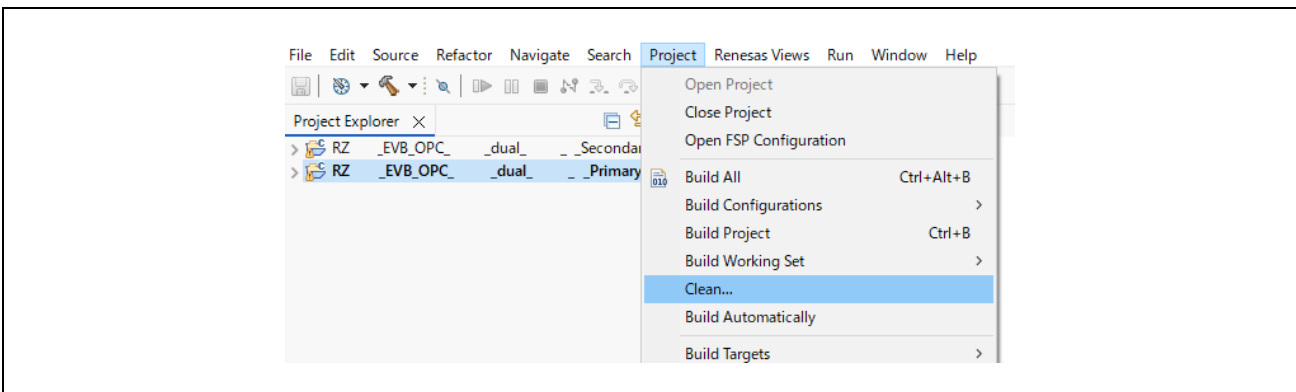 File Edit Source Refactor Navigate Search Project Renesas Views Run Window Help
Project Explorer
RZ _EVB_OPC_ _dual_ _ _Secondar
RZ _EVB_OPC_ _dual_ _ _Primary
Open Project
Close Project
Open FSP Configuration
010 Build All Ctrl+Alt+B
Build Configurations >
Build Project Ctrl+B
Build Working Set >
Clean...
Build Automatically
Build Targets >